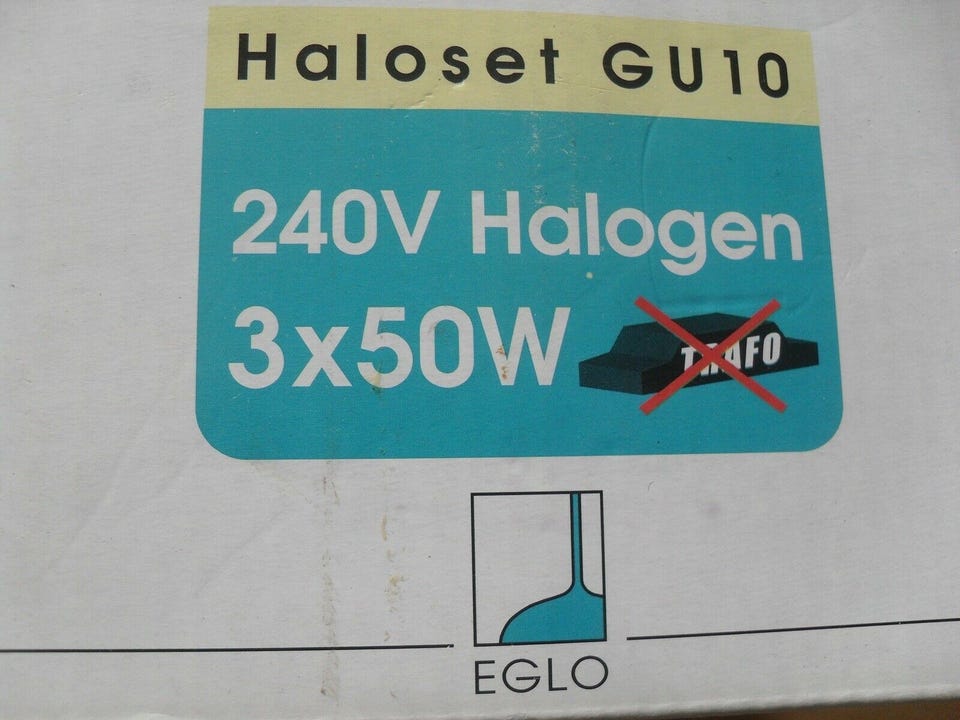 Haloset GU10
240V Halogen
3x50W
TRAFO
EGLO